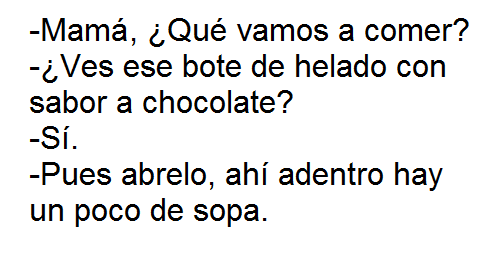 -Mamá, ¿Qué vamos a comer?
-¿Ves ese bote de helado con
sabor a chocolate?
-Sí.
-Pues abrelo, ahí adentro hay
un poco de sopa.